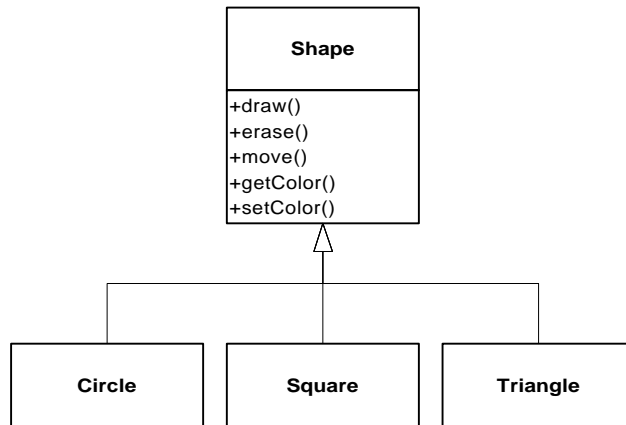 Shape
+draw()
+erase()
+move()
+getColor()
+setColor()
Circle
Square
Triangle